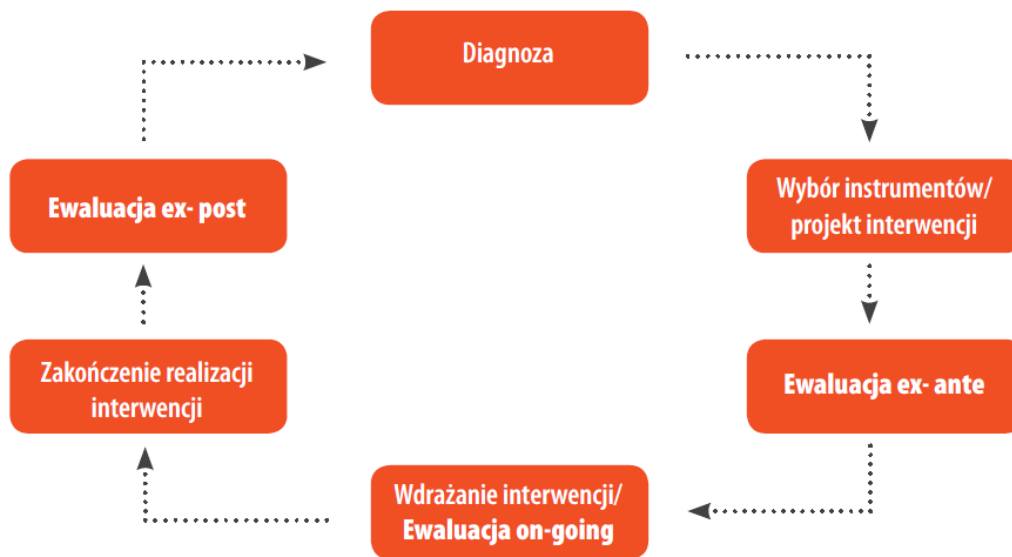 Diagnoza
Wybór instrumentów/
projekt interwencji
Ewaluacja ex- ante
Wdrażanie interwencji/
Ewaluacja on-going
Zakończenie realizacji
interwencji
Ewaluacja ex- post